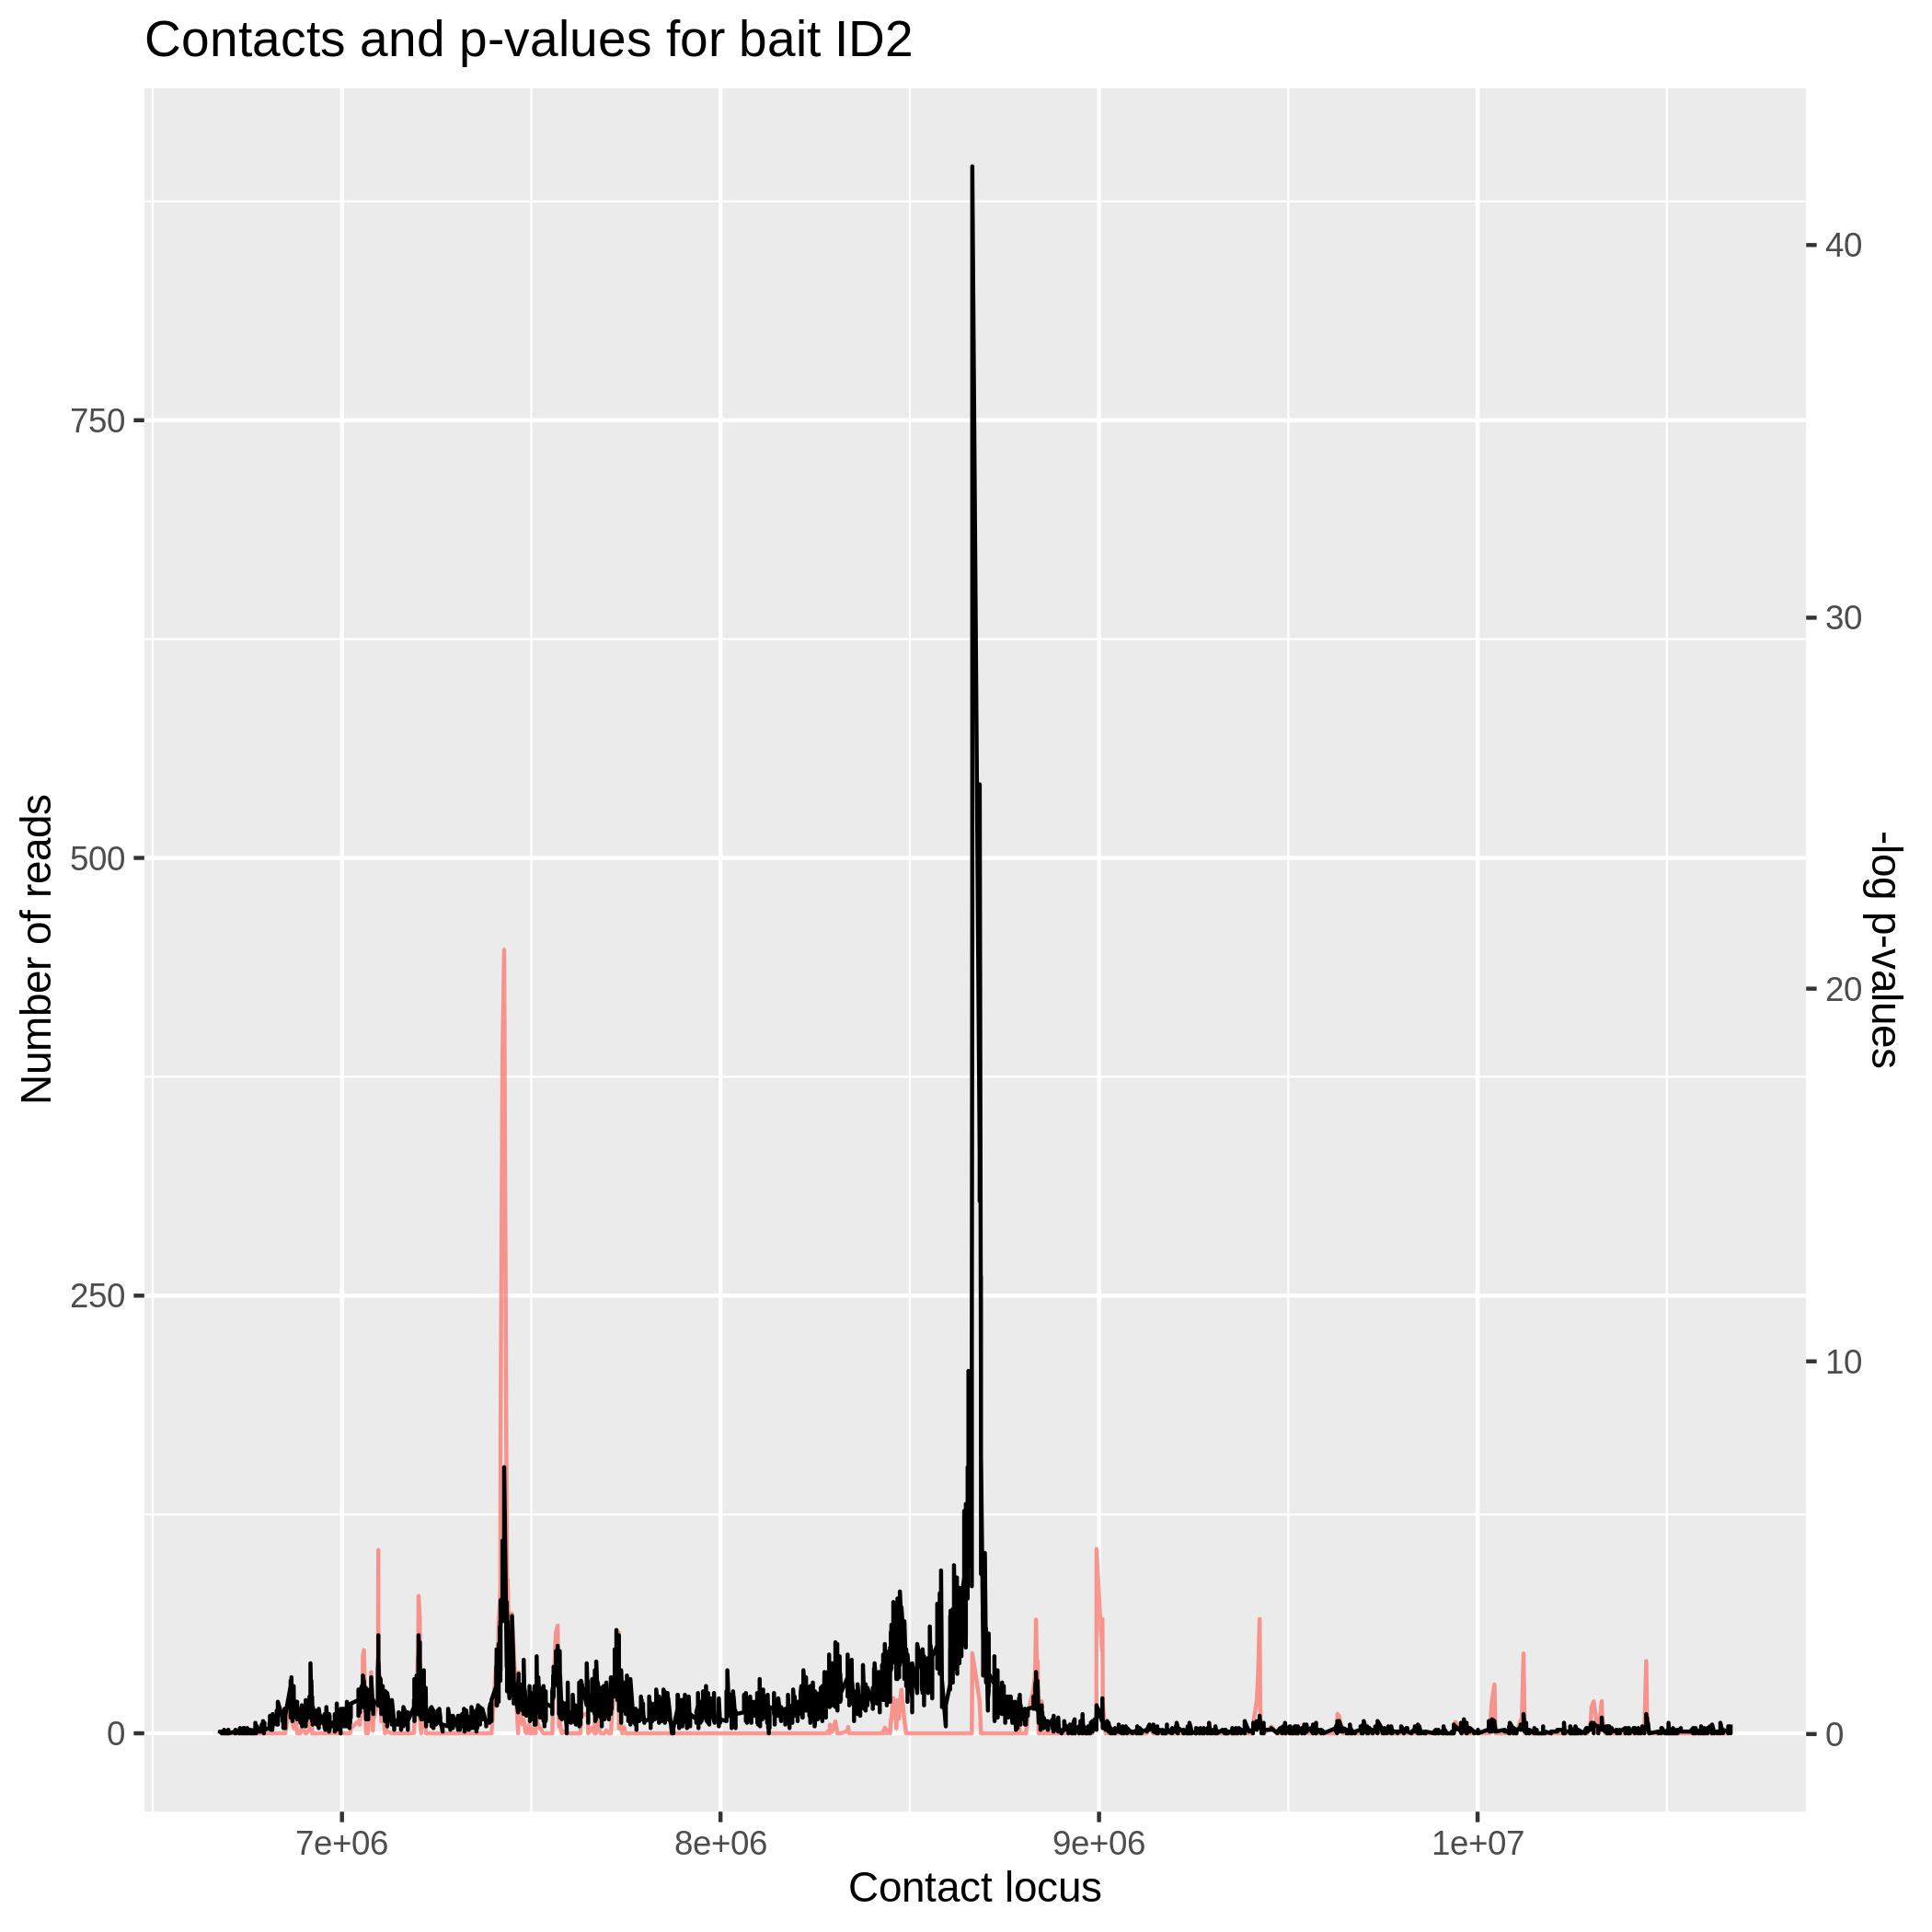 Contacts and p-values for bait ID2
Number of reads
750
500
250
0
40
30
20
10
0
-log p-values
7e+06
8e+06
9e+06
1e+07
Contact locus